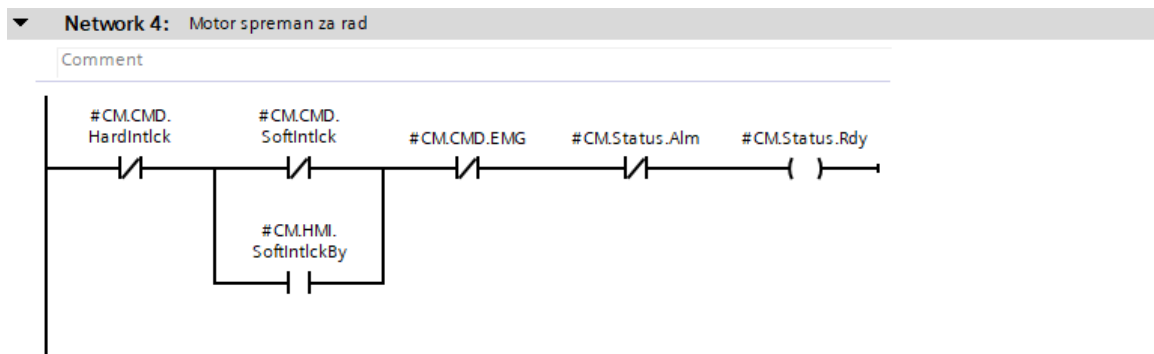 Network 4: Motor spreman za rad
Comment
#CM.CMD.
HardIntlck
#CM.CMD.
SoftIntlck
#CM.CMD.EMG
#CM.Status.Alm
#CM.Status.Rdy
#CM.HMI.
SoftIntlckBy